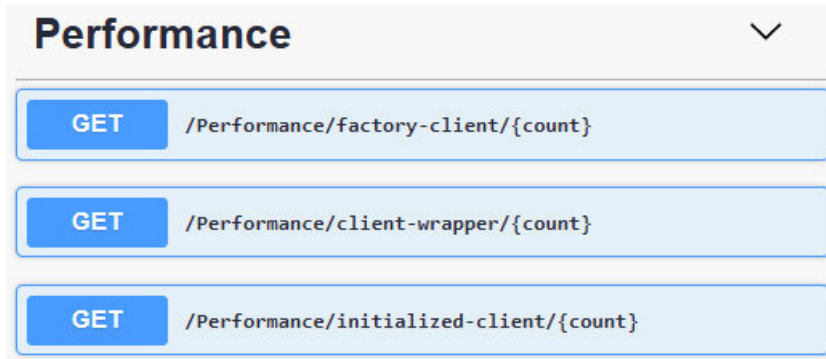 Performance
GET /Performance/factory-client/{count}
GET /Performance/client-wrapper/{count}
GET /Performance/initialized-client/{count}